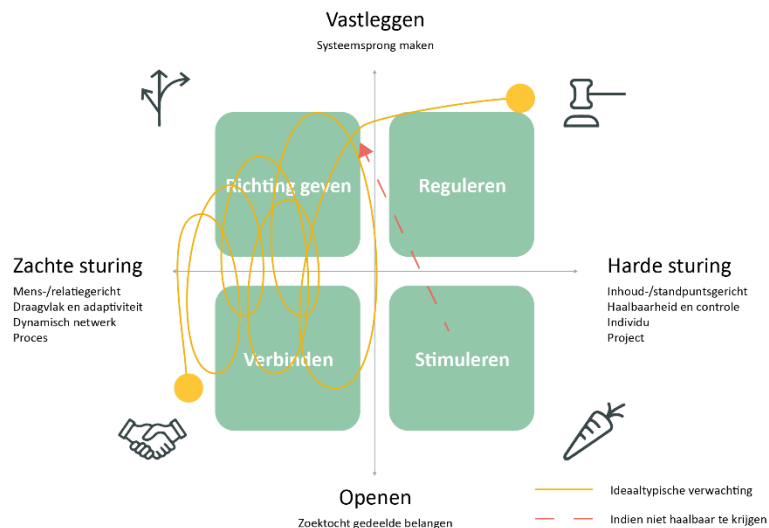 Vastleggen
Systeemsprong maken
Richting geven
Reguleren
Zachte sturing
Mens-/relatiegericht
Draagvlak en adaptiviteit
Dynamisch netwerk
Proces
Harde sturing
Inhoud-/standpuntsgericht
Haalbaarheid en controle
Individu
Project
Verbinden
Stimuleren
Openen
Zoektocht gedeelde belangen
Ideaaltypische verwachting
Indien niet haalbaar te krijgen